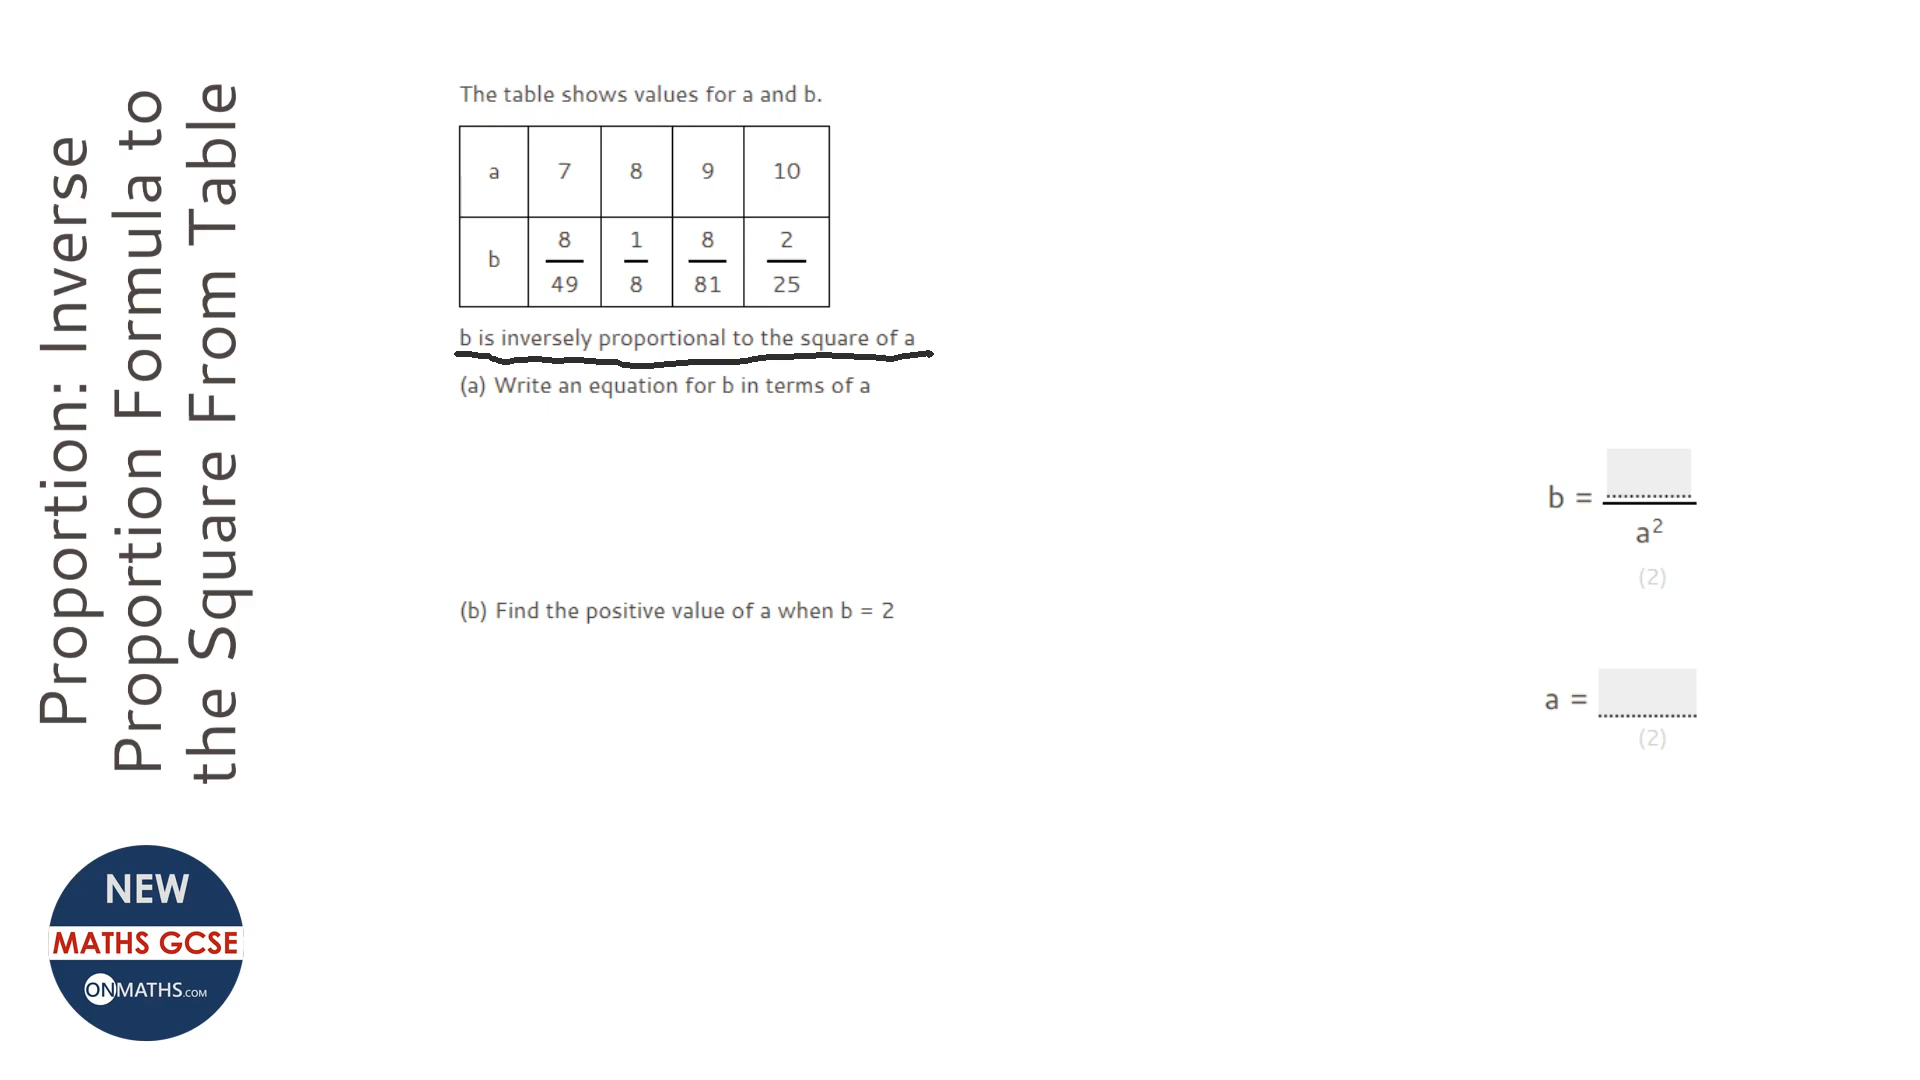 Proportion: Inverse
Proportion Formula to
the Square From Table
The table shows values for a and b.
a 7 8 9 10
b 8/49 1/8 8/81 2/25
b is inversely proportional to the square of a
(a) Write an equation for b in terms of a
b = ............... / a²
(2)
(b) Find the positive value of a when b = 2
a = ...............
(2)
NEW
MATHS GCSE
ONMATHS.COM